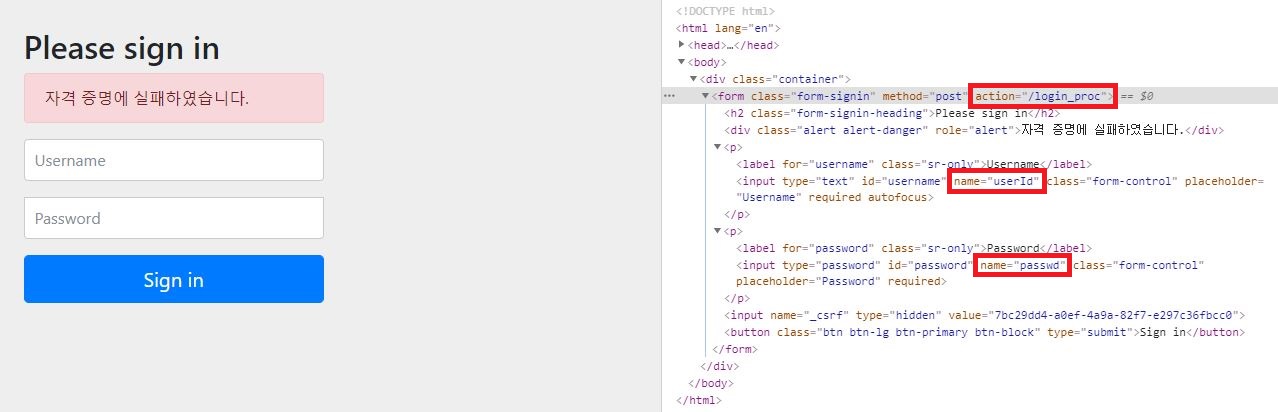 Please sign in
자격 증명에 실패하였습니다.
Username
Password
Sign in
<!DOCTYPE html>
<html lang="en">
<head>…</head>
<body>
<div class="container">
<form class="form-signin" method="post" action="/login_proc"> == $0
<h2 class="form-signin-heading">Please sign in</h2>
<div class="alert alert-danger" role="alert">자격 증명에 실패하였습니다.</div>
<p>
<label for="username" class="sr-only">Username</label>
<input type="text" id="username" name="userId" class="form-control" placeholder=
"Username" required autofocus>
</p>
<p>
<label for="password" class="sr-only">Password</label>
<input type="password" id="password" name="passwd" class="form-control"
placeholder="Password" required>
</p>
<input name="_csrf" type="hidden" value="7bc29dd4-a0ef-4a9a-82f7-e297c36fbcc0">
<button class="btn btn-lg btn-primary btn-block" type="submit">Sign in</button>
</form>
</div>
</body>
</html>